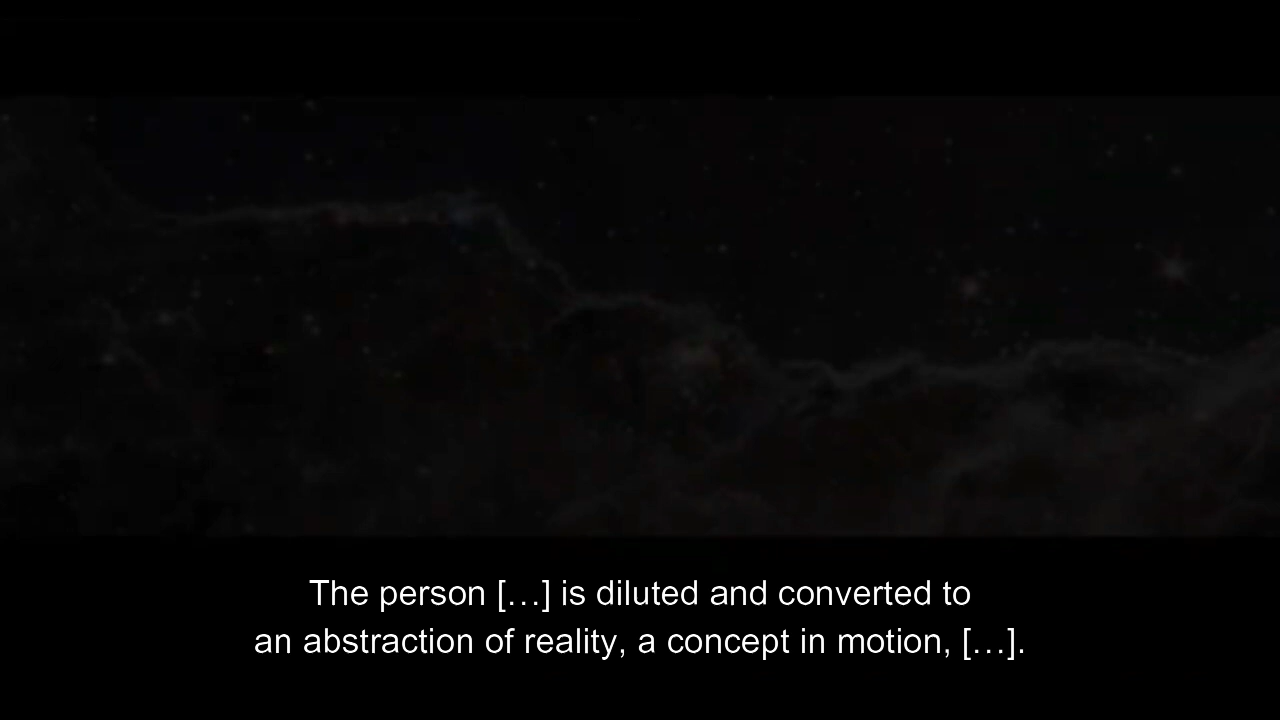 The person […] is diluted and converted to
an abstraction of reality, a concept in motion, […].